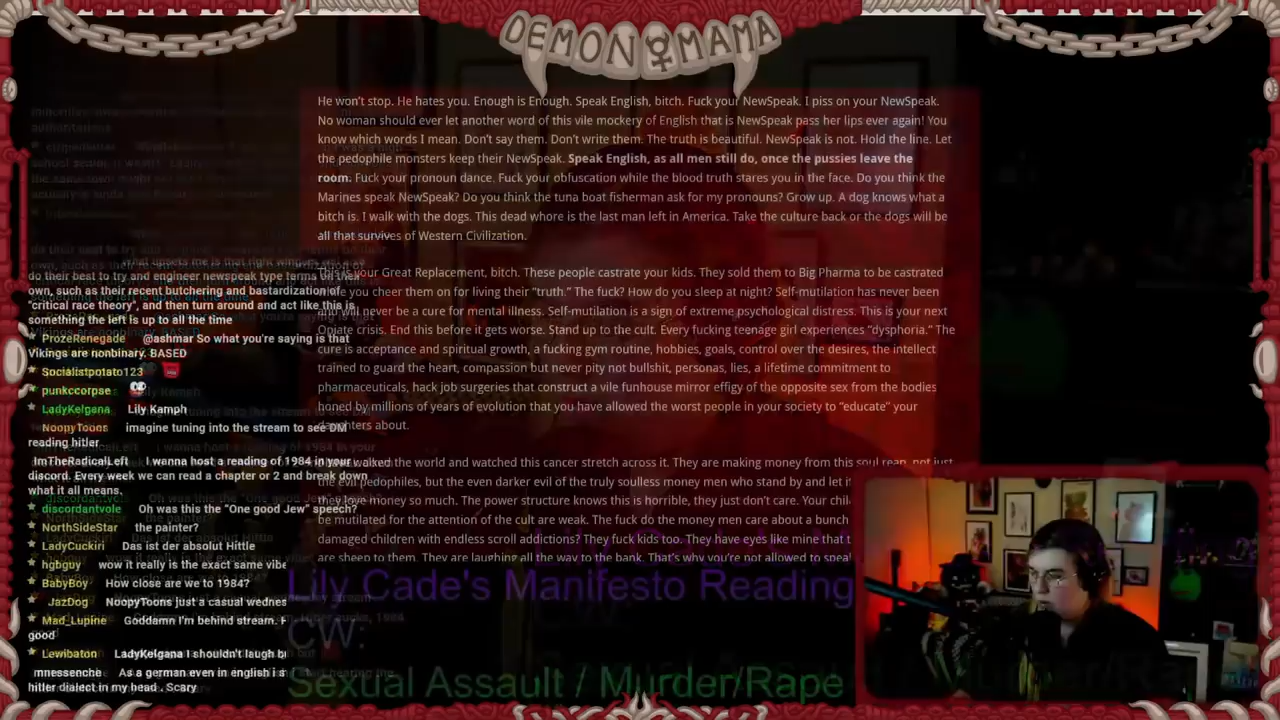 DEMON MAMA
He won't stop. He hates you. Enough is Enough. Speak English, bitch. Fuck your NewSpeak. I piss on your NewSpeak.
No woman should ever let another word of this vile mockery of English that is NewSpeak pass her lips ever again! You
know which words I mean. Don't say them. Don't write them. The truth is beautiful. NewSpeak is not. Hold the line. Let
the pedophile monsters keep their NewSpeak. Speak English, as all men still do, once the pussies leave the
room. Fuck your pronoun dance. Fuck your obfuscation while the blood truth stares you in the face. Do you think the
Marines speak NewSpeak? Do you think the tuna boat fisherman ask for my pronouns? Grow up. A dog knows what a
bitch is. I walk with the dogs. This dead whore is the last man left in America. Take the culture back or the dogs will be
all that survives of Western Civilization.
is your Great Replacement, bitch. These people castrate your kids. They sold them to Big Pharma to be castrated
you cheer them on for living their "truth." The fuck? How do you sleep at night? Self-mutilation has never been
and will never be a cure for mental illness. Self-mutilation is a sign of extreme psychological distress. This is your next
Opiate crisis. End this before it gets worse. Stand up to the cult. Every fucking teenage girl experiences "dysphoria." The
cure is acceptance and spiritual growth, a fucking gym routine, hobbies, goals, control over the desires, the intellect
trained to guard the heart, compassion but never pity not bullshit, personas, lies, a lifetime commitment to
pharmaceuticals, hack job surgeries that construct a vile funhouse mirror effigy of the opposite sex from the bodies
honed by millions of years of evolution that you have allowed the worst people in your society to "educate" your
daughters about.
walked the world and watched this cancer stretch across it. They are making money from this soul rape, not just
the evil pedophiles, but the even darker evil of the truly soulless money men who stand by and let it
they love money so much. The power structure knows this is horrible, they just don't care. Your chil
be mutilated for the attention of the cult are weak. The fuck do the money men care about a bunch
damaged children with endless scroll addictions? They fuck kids too. They have eyes like mine that t
are sheep to them. They are laughing all the way to the bank. That's why you're not allowed to speal
do their best to try and engineer newspeak type terms on their
own, such as their recent butchering and bastardization of
"critical race theory", and then turn around and act like this is
something the left is up to all the time
ProzeRenegade @ashmar So what you're saying is that
Vikings are nonbinary. BASED
Socialistpotato123
punkccorpse
LadyKelgana Lily Kamph
NoopyToons imagine tuning into the stream to see DM
reading hitler
ImTheRadicalLeft i wanna host a reading of 1984 in your
discord. Every week we can read a chapter or 2 and break down
what it all means.
discordantvole Oh was this the "One good Jew" speech?
NorthSideStar the painter?
LadyCuckiri Das ist der absolut Hittle
hgbguy wow it really is the exact same vibe
BabyBoy How close are we to 1984?
JazDog NoopyToons just a casual wednes
Mad_Lupine Goddamn I'm behind stream. H
good
Lewibaton LadyKelgana I shouldn't laugh b
mnessenche As a german even in english i s
hitler dialect in my head . Scary
Lily Cade's Manifesto Reading
CW:
Sexual Assault / Murder/Rape